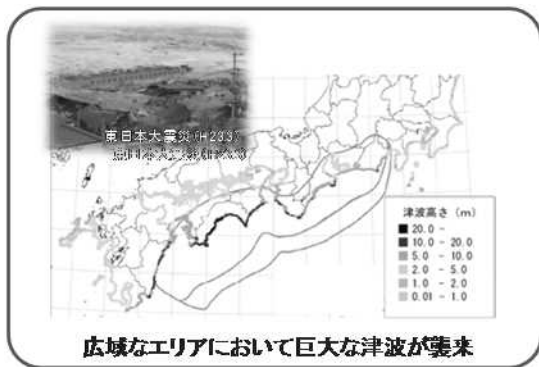 東日本大震災(H23.3)
津波高さ (m)
20.0 -
10.0 - 20.0
5.0 - 10.0
2.0 - 5.0
1.0 - 2.0
0.01 - 1.0
広域なエリアにおいて巨大な津波が襲来